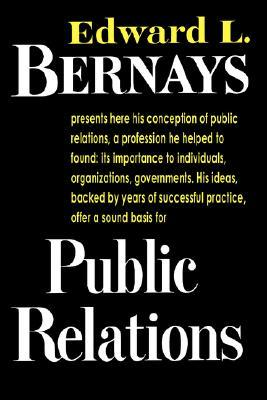 Edward L.
BERNAYS
presents here his conception of public
relations, a profession he helped to
found: its importance to individuals,
organizations, governments. His ideas,
backed by years of successful practice,
offer a sound basis for
Public
Relations